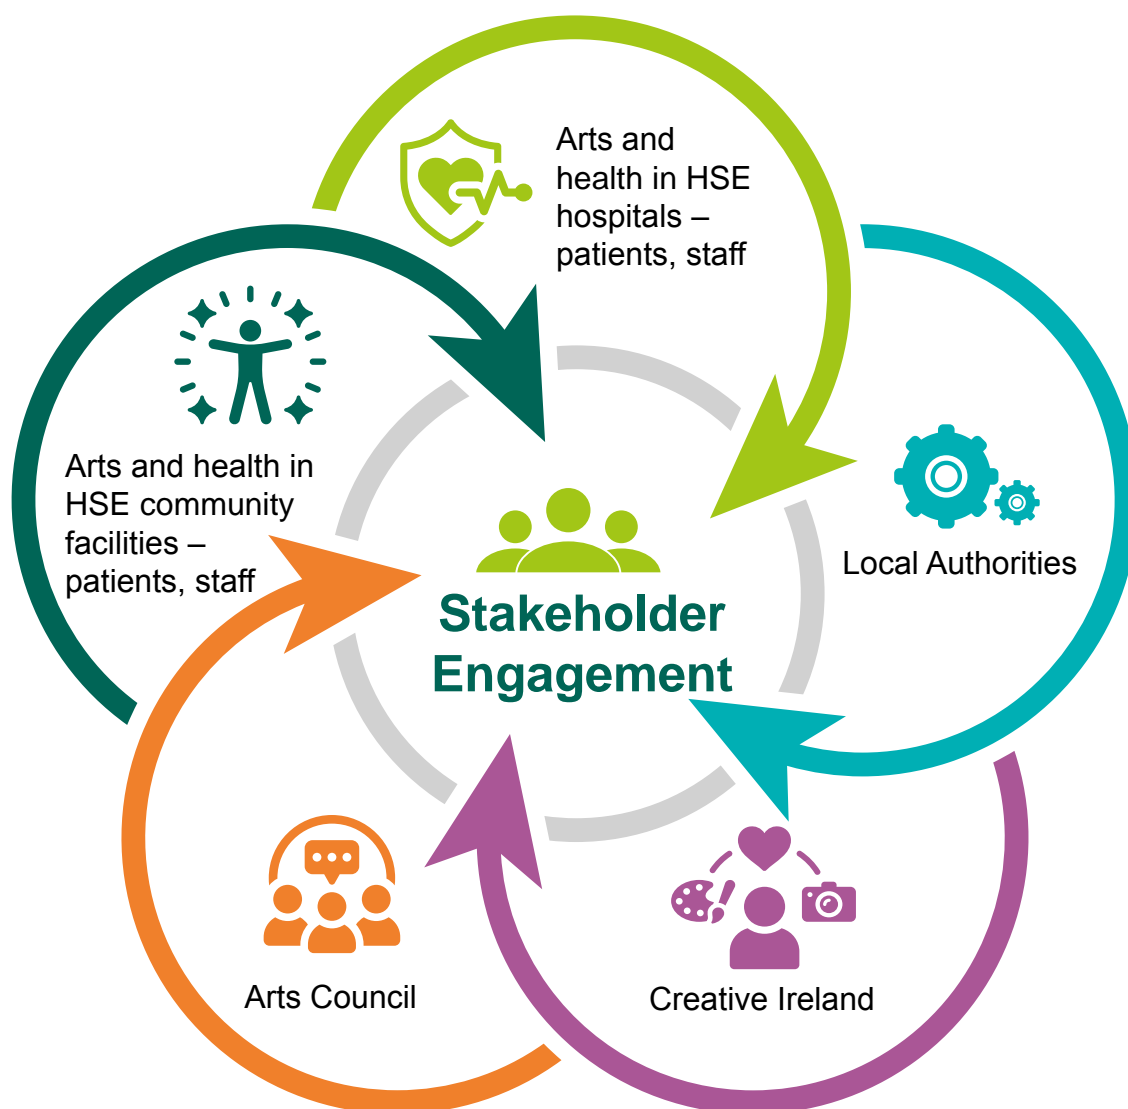 Arts and
health in HSE
hospitals –
patients, staff
Arts and health in
HSE community
facilities –
patients, staff
Local Authorities
Stakeholder
Engagement
Arts Council
Creative Ireland